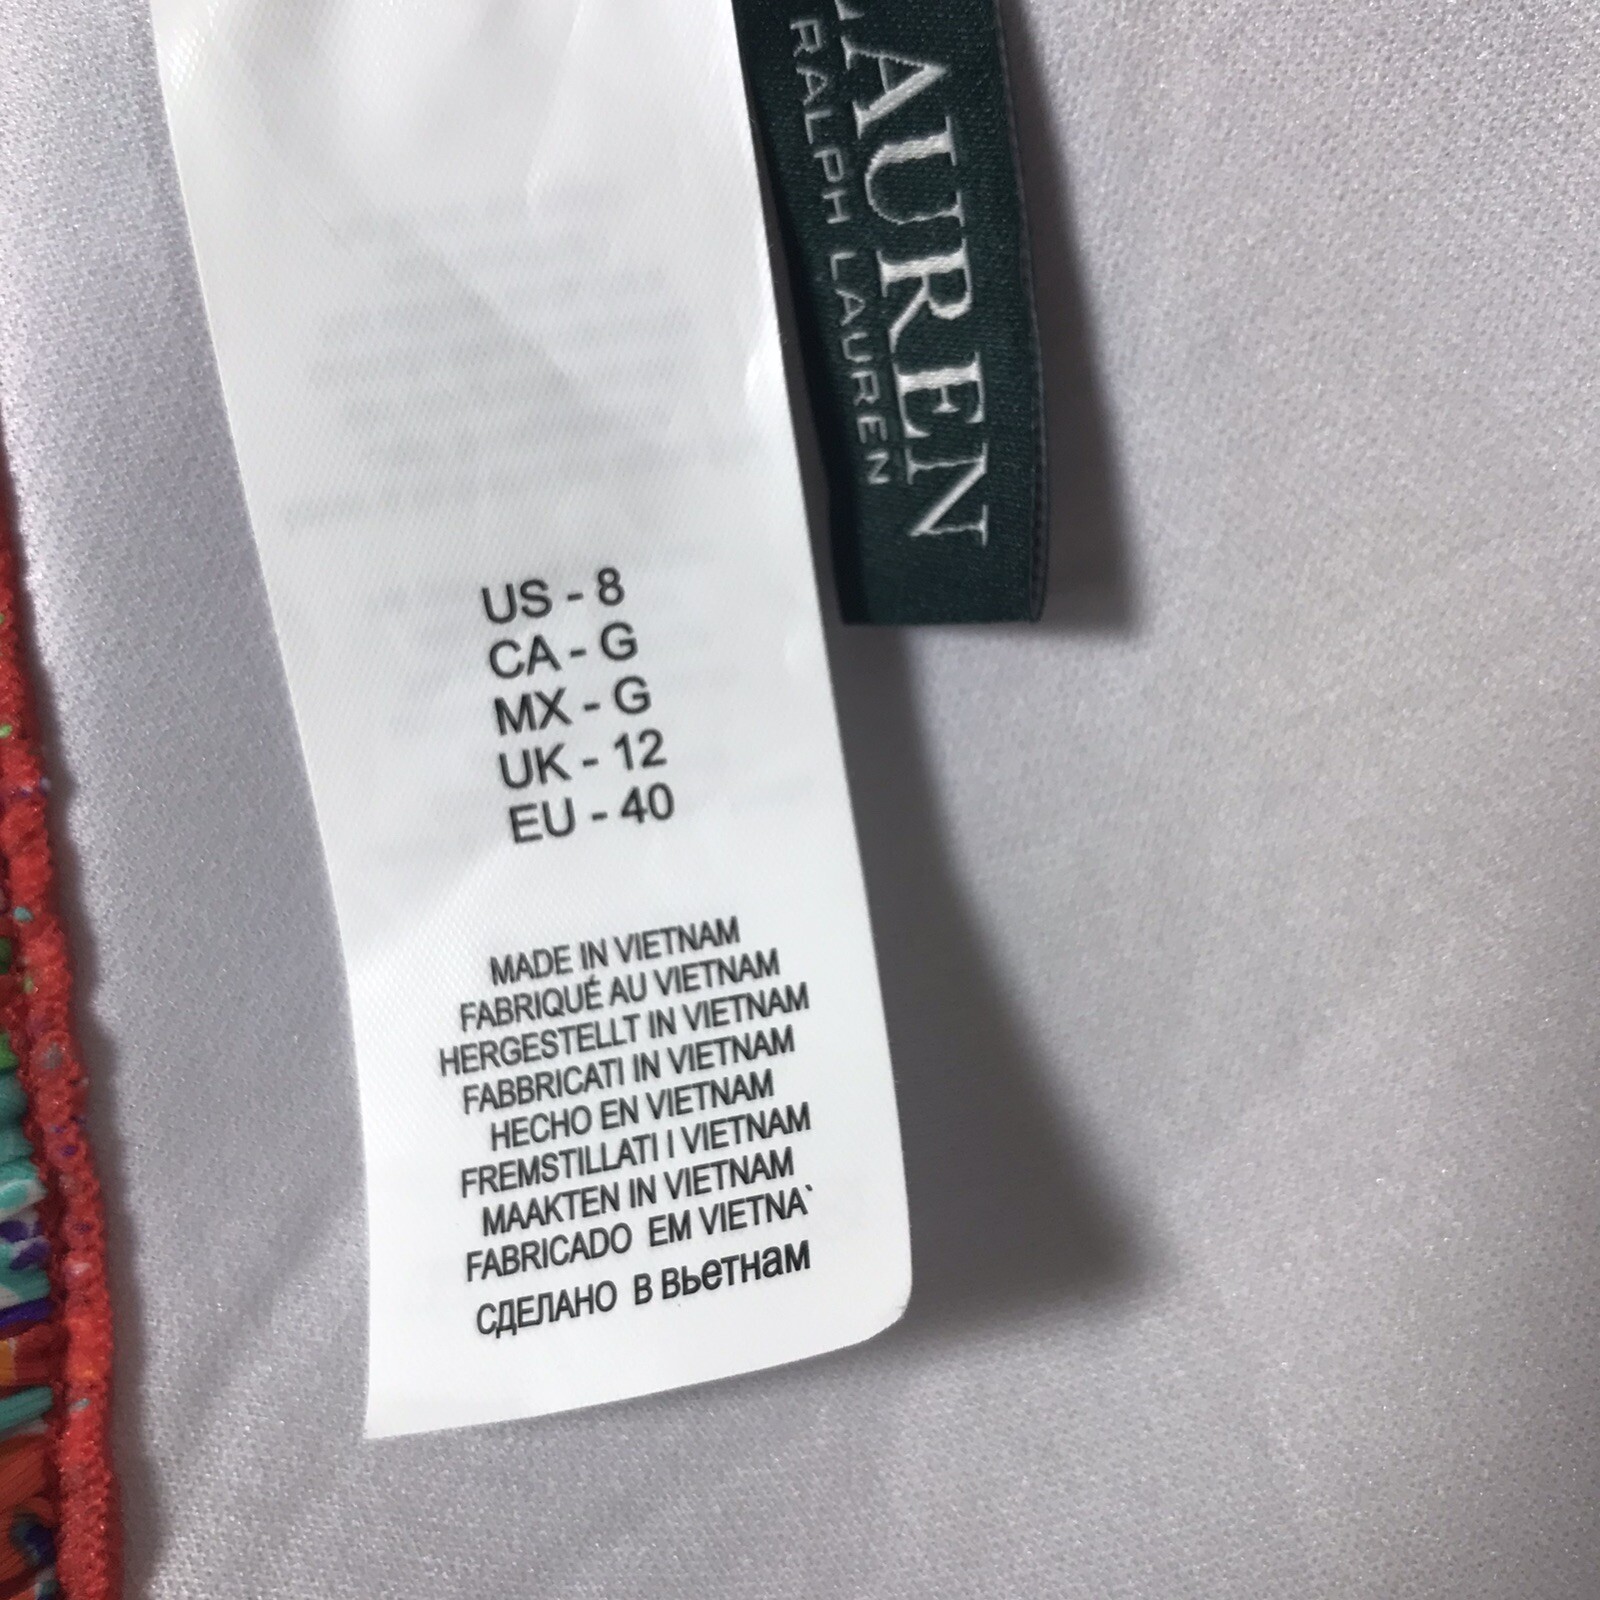 LAUREN
RALPH LAUREN
US - 8
CA - G
MX - G
UK - 12
EU - 40
MADE IN VIETNAM
FABRIQUÉ AU VIETNAM
HERGESTELLT IN VIETNAM
FABBRICATI IN VIETNAM
HECHO EN VIETNAM
FREMSTILLATI I VIETNAM
MAAKTEN IN VIETNAM
FABRICADO EM VIETNA`
СДЕЛАНО В Вьетнам